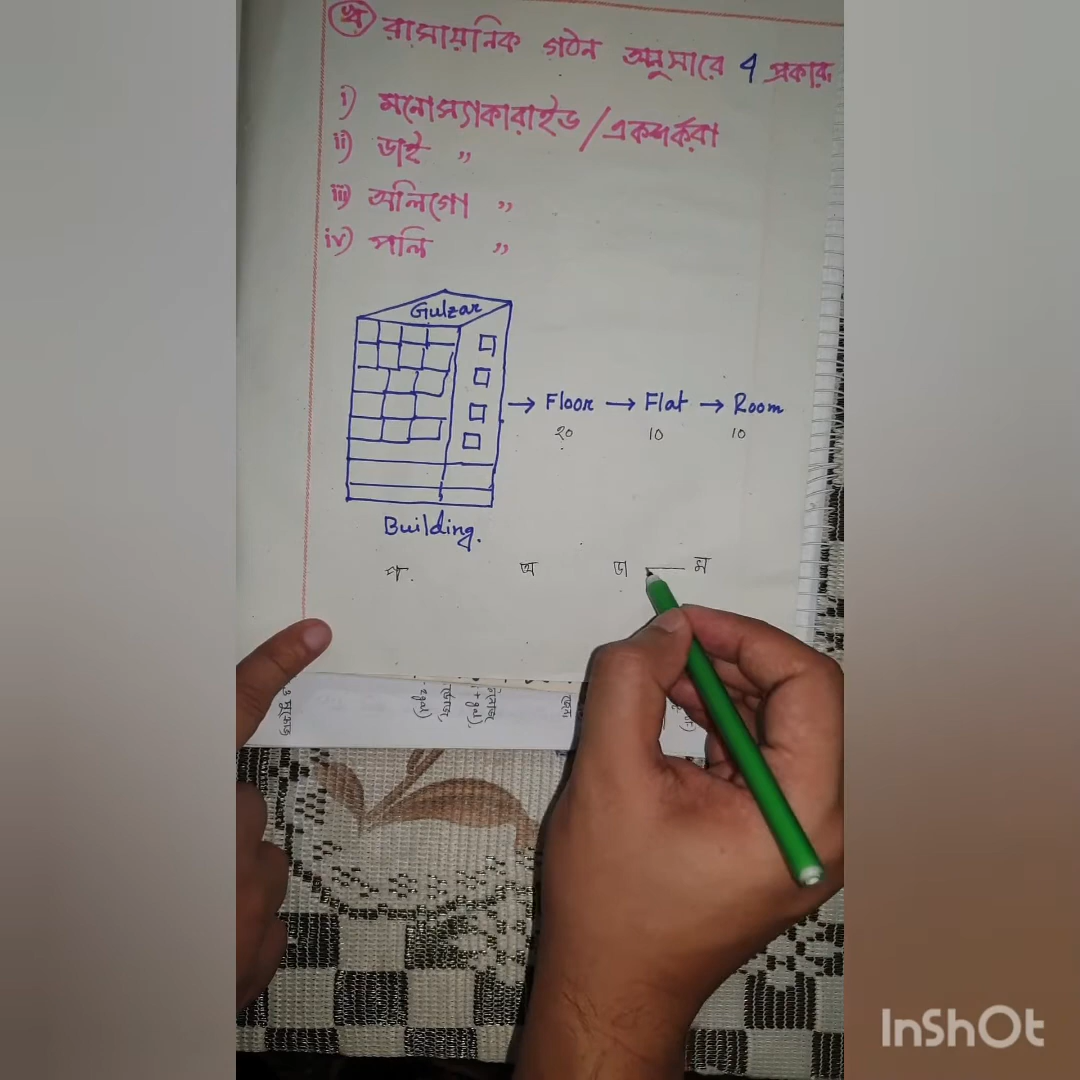 খ রাসায়নিক গঠন অনুসারে 4 প্রকার
i) মনোস্যাকারাইড / একশর্করা
ii) ডাই "
iii) অলিগো "
iv) পলি "
Gulzar
→ Floor → Flat → Room
20 10 10
Building.
প. অ ডা — ম
InShOt